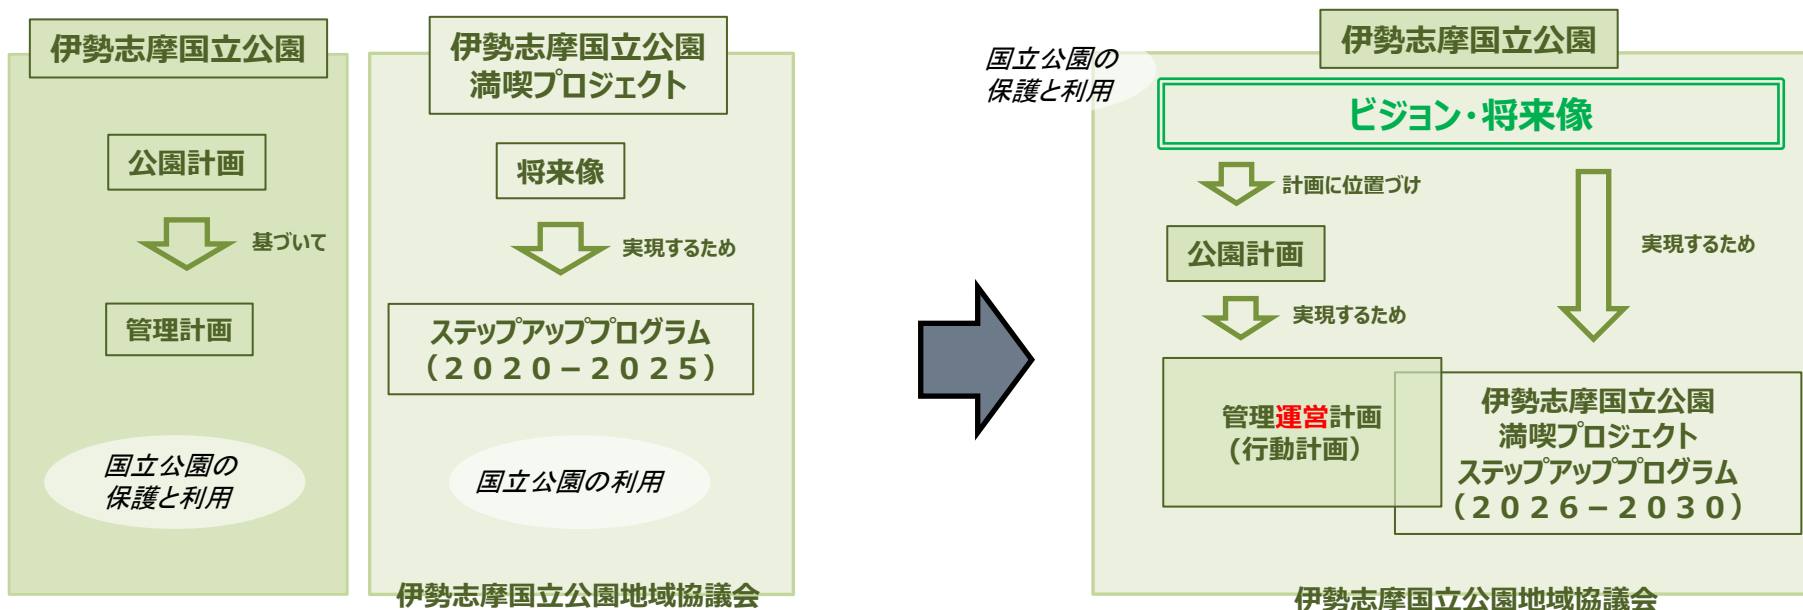 伊勢志摩国立公園
公園計画
基づいて
管理計画
国立公園の
保護と利用
伊勢志摩国立公園
満喫プロジェクト
将来像
実現するため
ステップアッププログラム
（２０２０－２０２５）
国立公園の利用
伊勢志摩国立公園地域協議会
国立公園の
保護と利用
伊勢志摩国立公園
ビジョン・将来像
計画に位置づけ
公園計画
実現するため
実現するため
管理運営計画
(行動計画）
伊勢志摩国立公園
満喫プロジェクト
ステップアッププログラム
（２０２６－２０３０）
伊勢志摩国立公園地域協議会